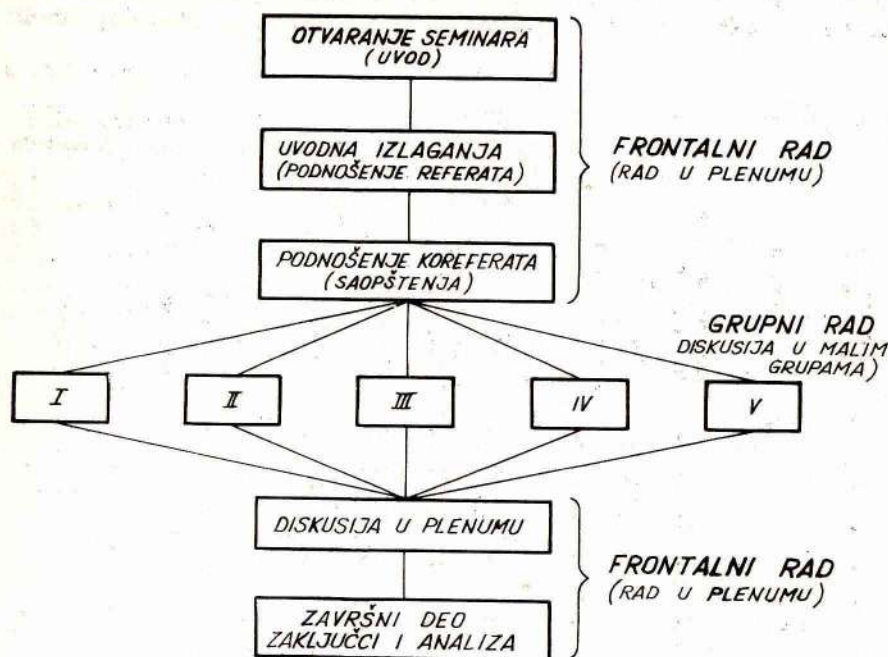 OTVARANJE SEMINARA
(UVOD)
UVODNA IZLAGANJA
(PODNOŠENJE REFERATA)
FRONTALNI RAD
(RAD U PLENUMU)
PODNOŠENJE KOREFERATA
(SAOPŠTENJA)
GRUPNI RAD
DISKUSIJA U MALIM
GRUPAMA)
I
II
III
IV
V
DISKUSIJA U PLENUMU
FRONTALNI RAD
(RAD U PLENUMU)
ZAVRŠNI DEO
ZAKLJUČCI I ANALIZA